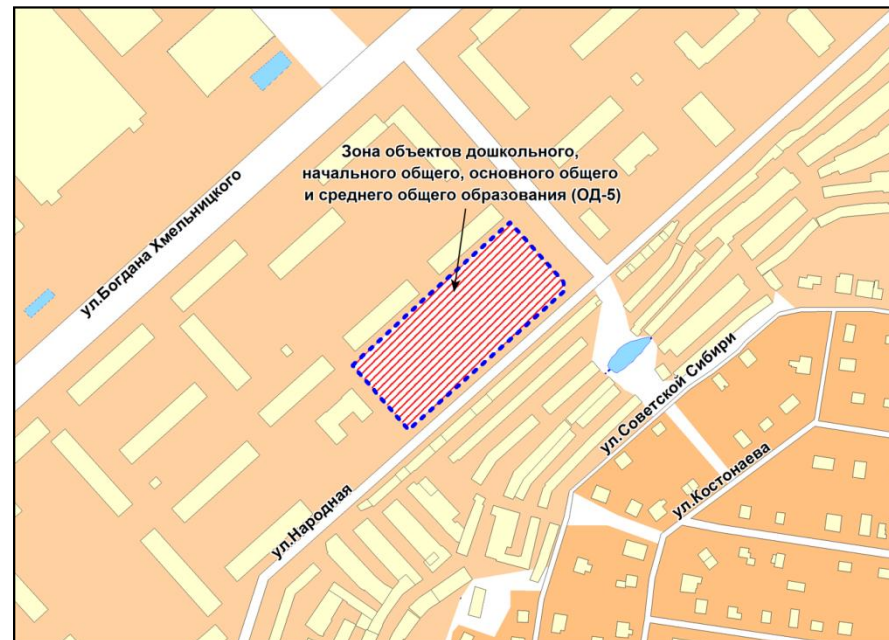 Зона объектов дошкольного,
начального общего, основного общего
и среднего общего образования (ОД-5)
ул.Богдана Хмельницкого
ул.Народная
ул.Советской Сибири
ул.Костонаева